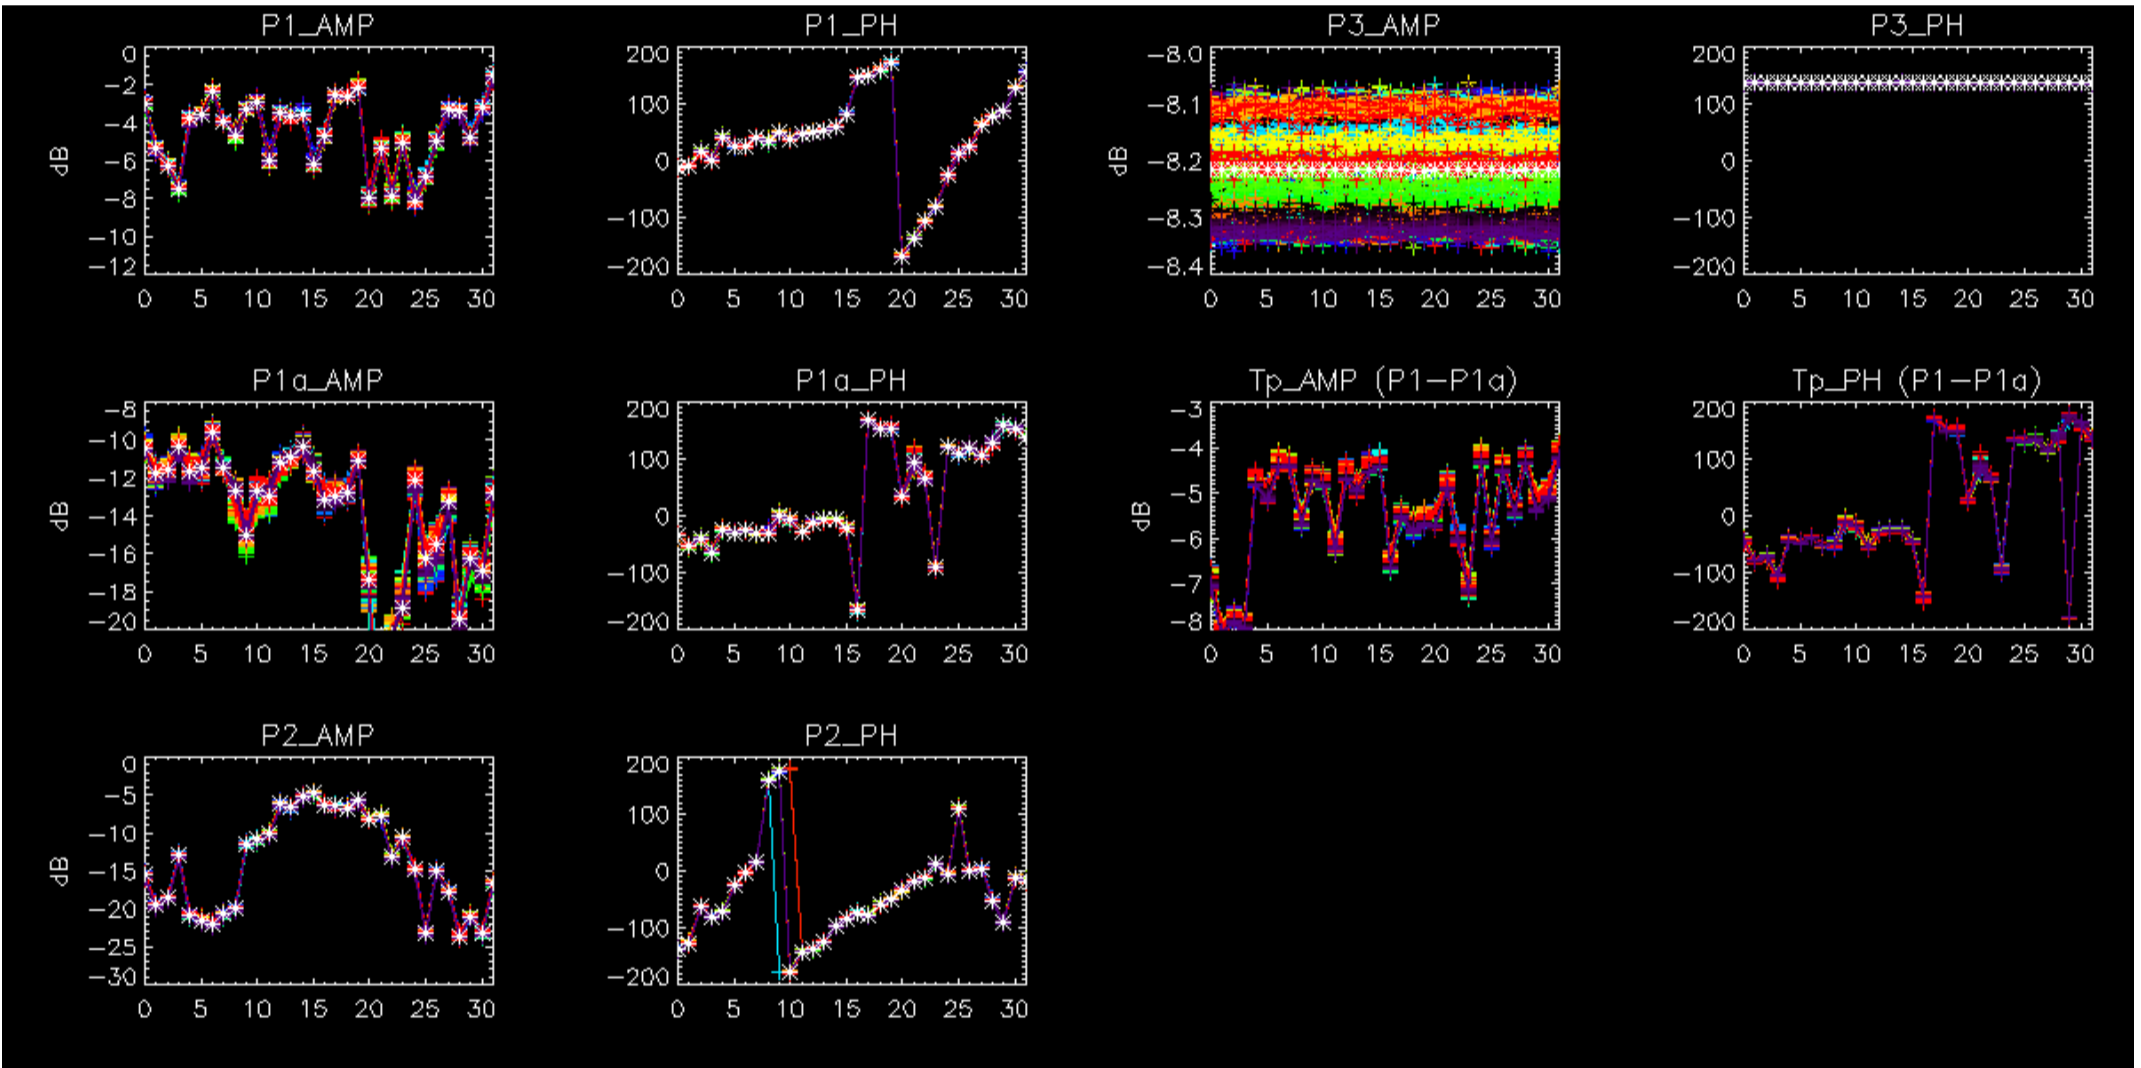 P1_AMP P1_PH P3_AMP P3_PH
0 200 -8.0 200
-2 100 -8.1 100
-4 0 -8.2 0
-6 -100 -8.3 -100
-8 -200 -8.4 -200
-10
-12
dB dB
0 5 10 15 20 25 30 0 5 10 15 20 25 30 0 5 10 15 20 25 30 0 5 10 15 20 25 30
P1a_AMP P1a_PH Tp_AMP (P1-P1a) Tp_PH (P1-P1a)
-8 200 -3 200
-10 100 -4 100
-12 0 -5 0
-14 -100 -6 -100
-16 -200 -7 -200
-18 -8
-20
dB dB
0 5 10 15 20 25 30 0 5 10 15 20 25 30 0 5 10 15 20 25 30 0 5 10 15 20 25 30
P2_AMP P2_PH
0 200
-5 100
-10 0
-15 -100
-20 -200
-25
-30
dB
0 5 10 15 20 25 30 0 5 10 15 20 25 30